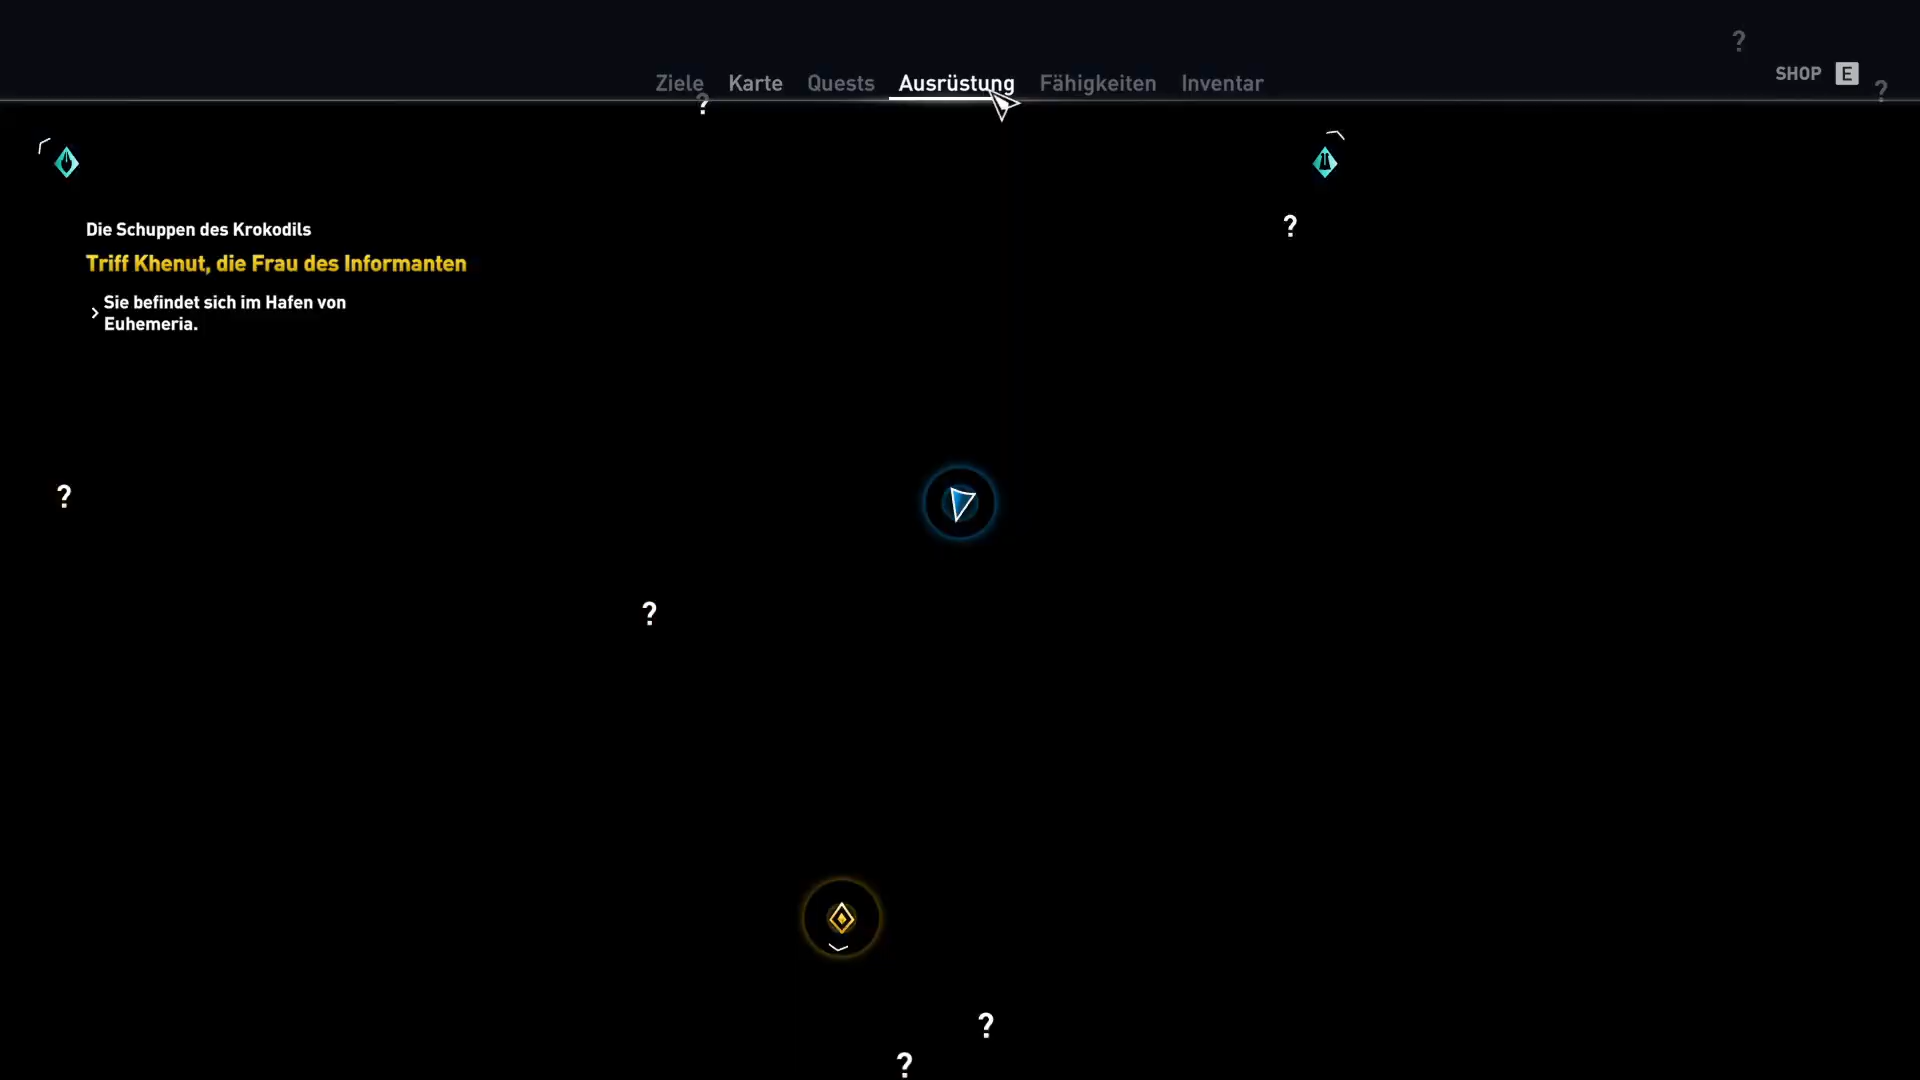 ?
SHOP E
Ziele Karte Quests Ausrüstung Fähigkeiten Inventar
?
?
?
Die Schuppen des Krokodils
Triff Khenut, die Frau des Informanten
Sie befindet sich im Hafen von
Euhemeria.
?
?
?
?